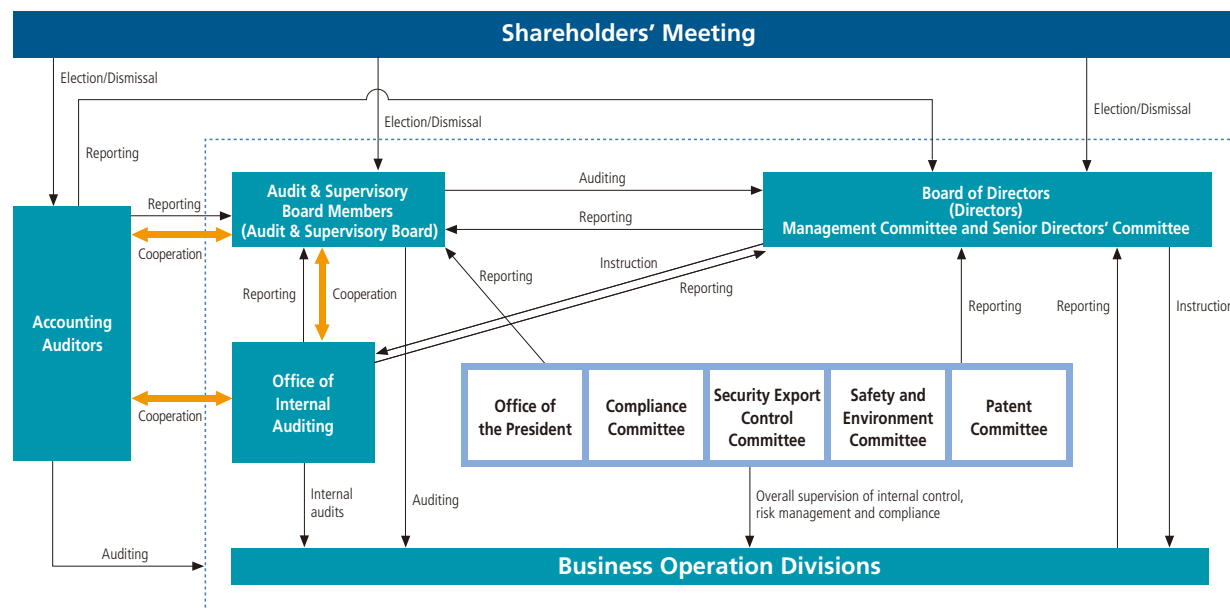 Shareholders’ Meeting
Election/Dismissal
Election/Dismissal
Election/Dismissal
Reporting
Audit & Supervisory
Board Members
(Audit & Supervisory Board)
Auditing
Reporting
Board of Directors
(Directors)
Management Committee and Senior Directors’ Committee
Reporting
Cooperation
Accounting
Auditors
Reporting
Cooperation
Reporting
Instruction
Reporting
Reporting
Reporting
Instruction
Office of
Internal
Auditing
Cooperation
Office of
the President
Compliance
Committee
Security Export
Control
Committee
Safety and
Environment
Committee
Patent
Committee
Internal
audits
Auditing
Overall supervision of internal control,
risk management and compliance
Auditing
Business Operation Divisions